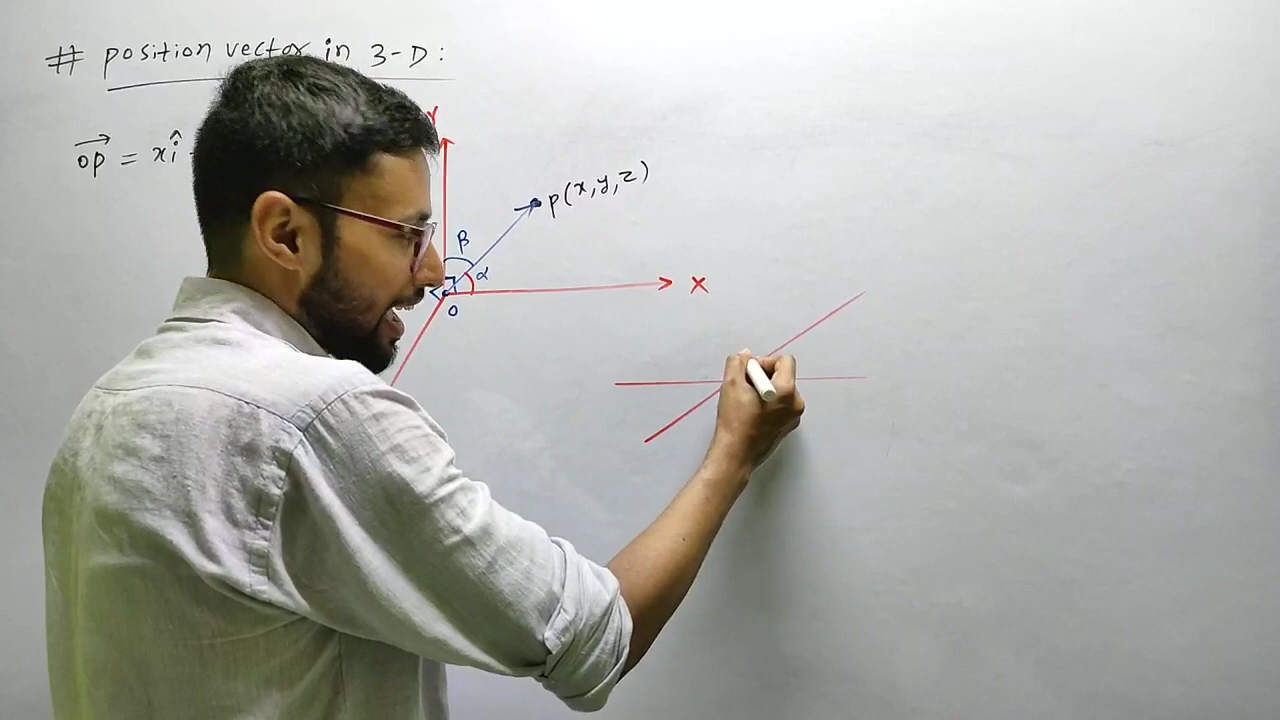 # position vector in 3-D:
Y
op = xî
p(x,y,z)
β
α
X
O